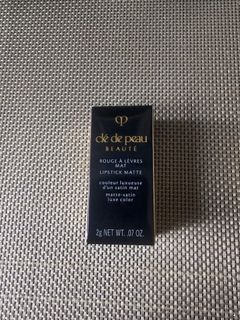 clé de peau
BEAUTÉ
ROUGE À LÈVRES
MAT
LIPSTICK MATTE
couleur luxueuse
d'un satin mat
matte-satin
luxe color
2g NET WT. .07 OZ.